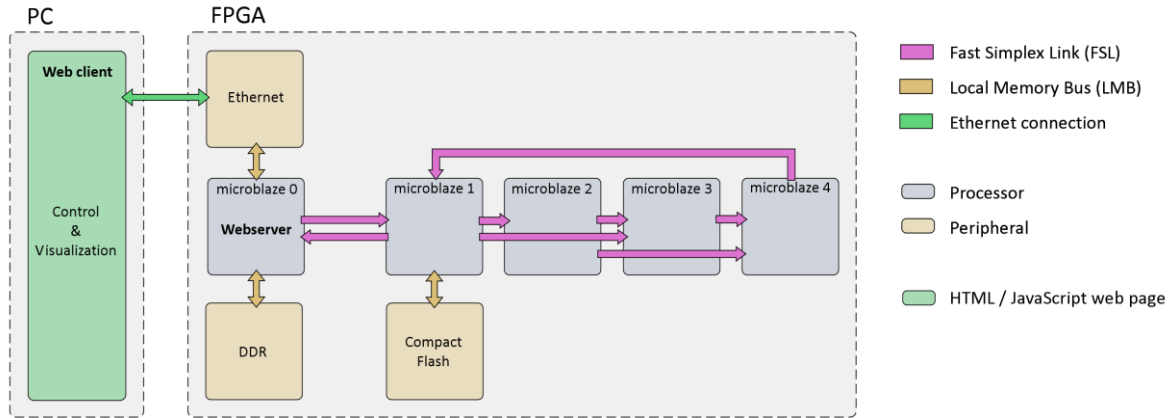 PC
FPGA
Web client
Control
&
Visualization
Ethernet
microblaze 0
Webserver
microblaze 1
microblaze 2
microblaze 3
microblaze 4
DDR
Compact
Flash
Fast Simplex Link (FSL)
Local Memory Bus (LMB)
Ethernet connection
Processor
Peripheral
HTML / JavaScript web page